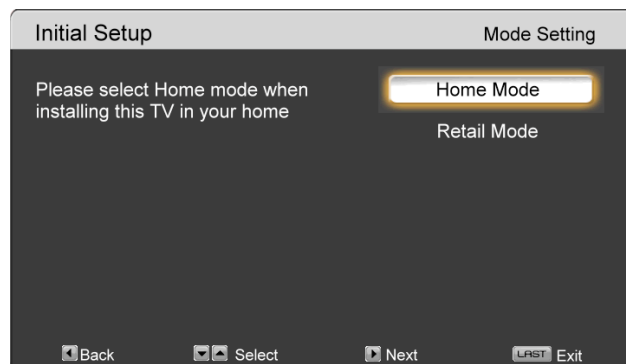 Initial Setup
Mode Setting
Please select Home mode when
installing this TV in your home
Home Mode
Retail Mode
Back Select Next LAST Exit